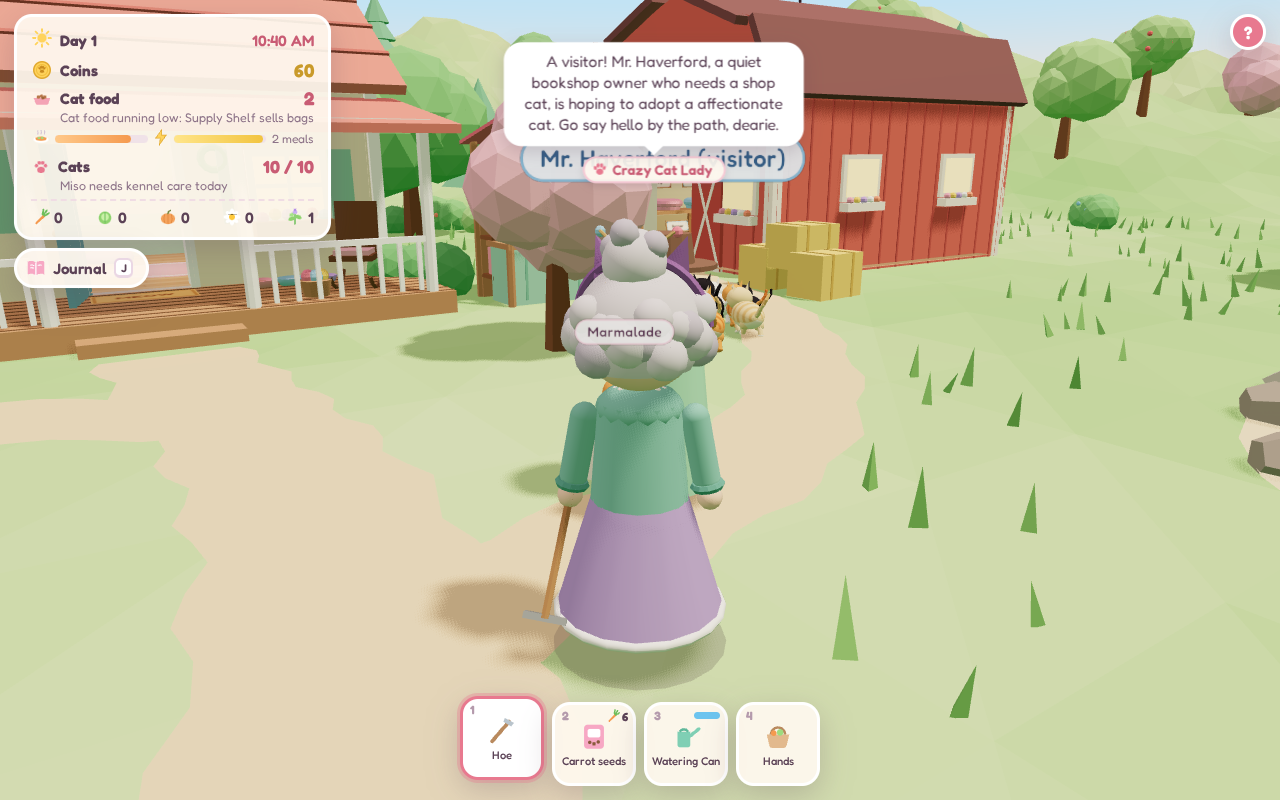 Day 1 10:40 AM
Coins 60
Cat food 2
Cat food running low: Supply Shelf sells bags
2 meals
Cats 10 / 10
Miso needs kennel care today
0 0 0 0 1
Journal J
?
A visitor! Mr. Haverford, a quiet
bookshop owner who needs a shop
cat, is hoping to adopt a affectionate
cat. Go say hello by the path, dearie.
Mr. Haverford (visitor)
Crazy Cat Lady
Marmalade
1
Hoe
2 6
Carrot seeds
3
Watering Can
4
Hands